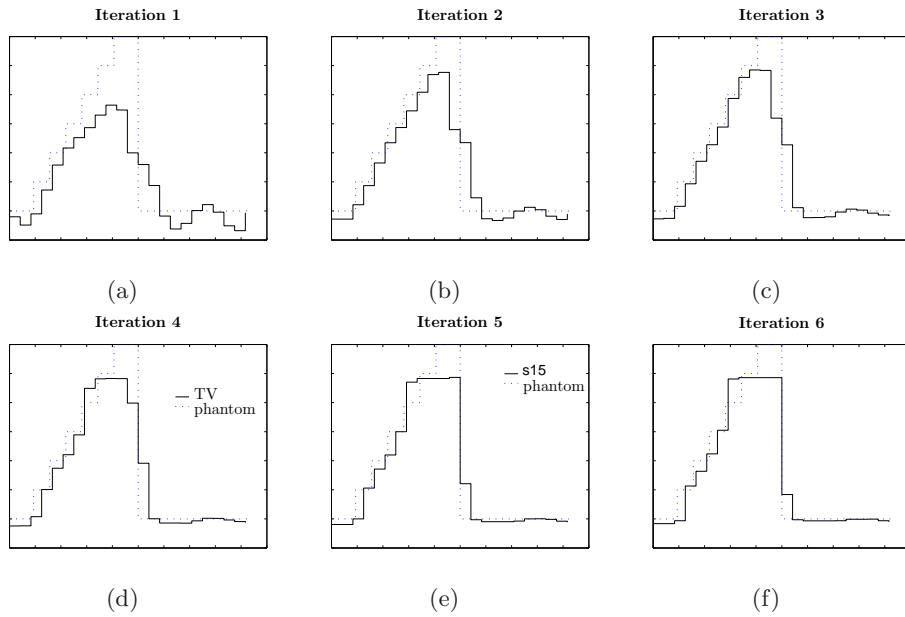 Iteration 1
Iteration 2
Iteration 3
(a)
(b)
(c)
Iteration 4
Iteration 5
Iteration 6
TV
phantom
s15
phantom
(d)
(e)
(f)